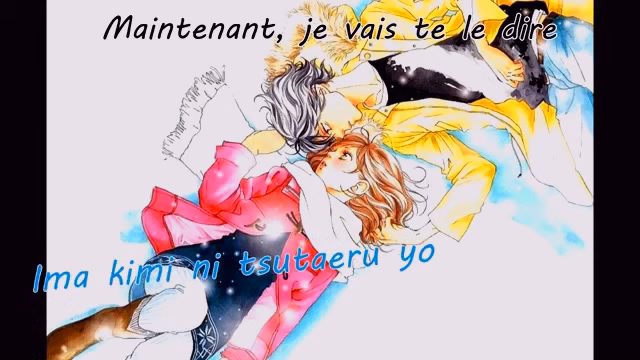 Maintenant, je vais te le dire
Ima kimi ni tsutaeru yo